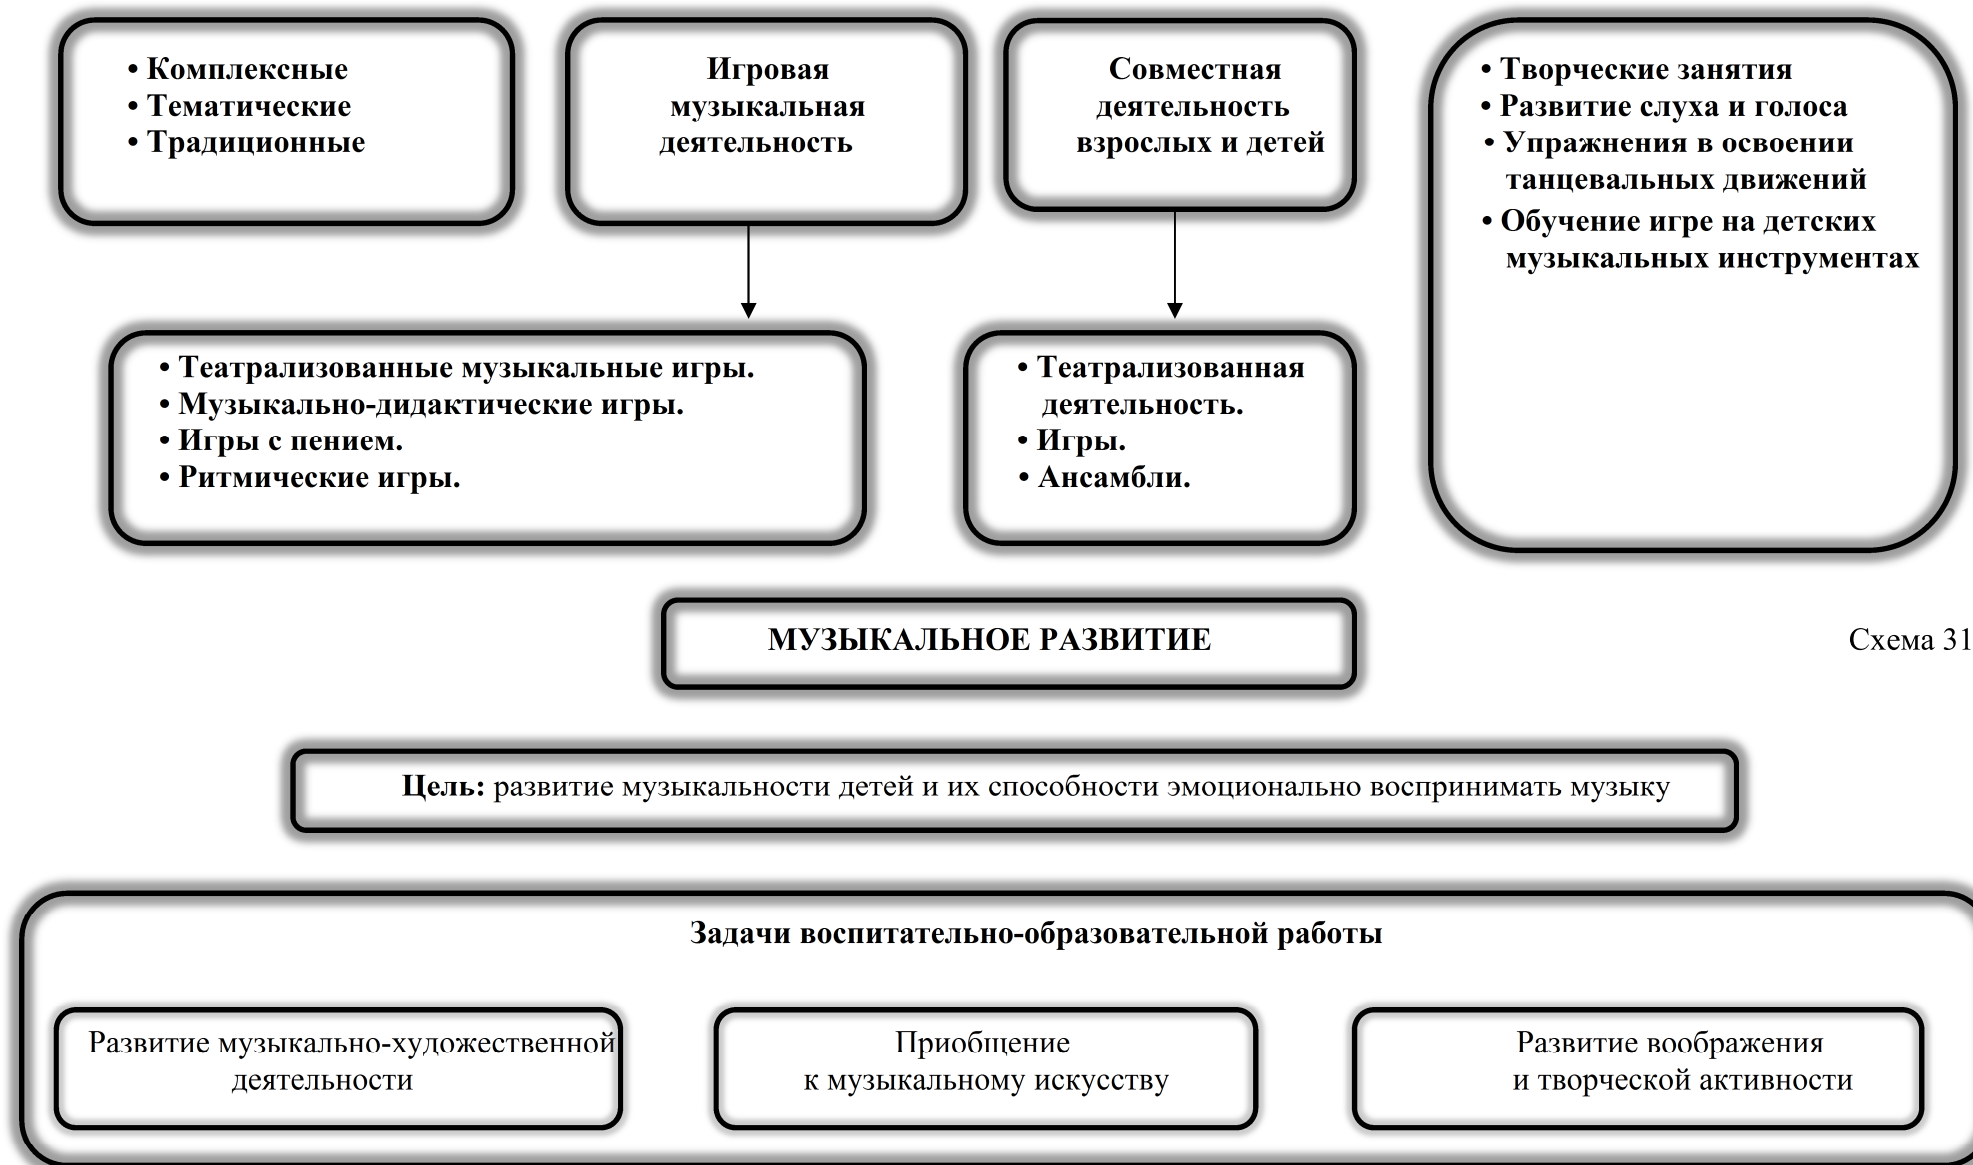 • Комплексные
• Тематические
• Традиционные
Игровая
музыкальная
деятельность
Совместная
деятельность
взрослых и детей
• Творческие занятия
• Развитие слуха и голоса
• Упражнения в освоении
танцевальных движений
• Обучение игре на детских
музыкальных инструментах
• Театрализованные музыкальные игры.
• Музыкально-дидактические игры.
• Игры с пением.
• Ритмические игры.
• Театрализованная
деятельность.
• Игры.
• Ансамбли.
МУЗЫКАЛЬНОЕ РАЗВИТИЕ
Схема 31
Цель: развитие музыкальности детей и их способности эмоционально воспринимать музыку
Задачи воспитательно-образовательной работы
Развитие музыкально-художественной
деятельности
Приобщение
к музыкальному искусству
Развитие воображения
и творческой активности